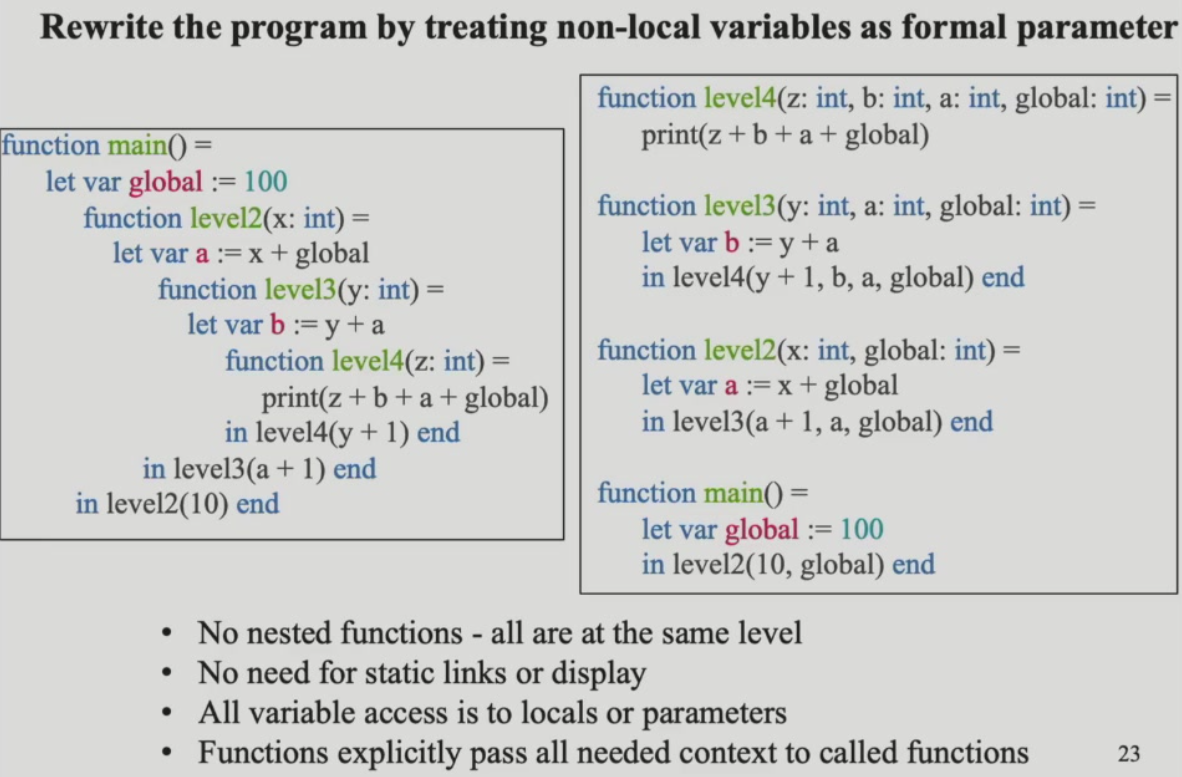 Rewrite the program by treating non-local variables as formal parameter
function main() =
let var global := 100
function level2(x: int) =
let var a := x + global
function level3(y: int) =
let var b := y + a
function level4(z: int) =
print(z + b + a + global)
in level4(y + 1) end
in level3(a + 1) end
in level2(10) end
function level4(z: int, b: int, a: int, global: int) =
print(z + b + a + global)
function level3(y: int, a: int, global: int) =
let var b := y + a
in level4(y + 1, b, a, global) end
function level2(x: int, global: int) =
let var a := x + global
in level3(a + 1, a, global) end
function main() =
let var global := 100
in level2(10, global) end
• No nested functions - all are at the same level
• No need for static links or display
• All variable access is to locals or parameters
• Functions explicitly pass all needed context to called functions
23